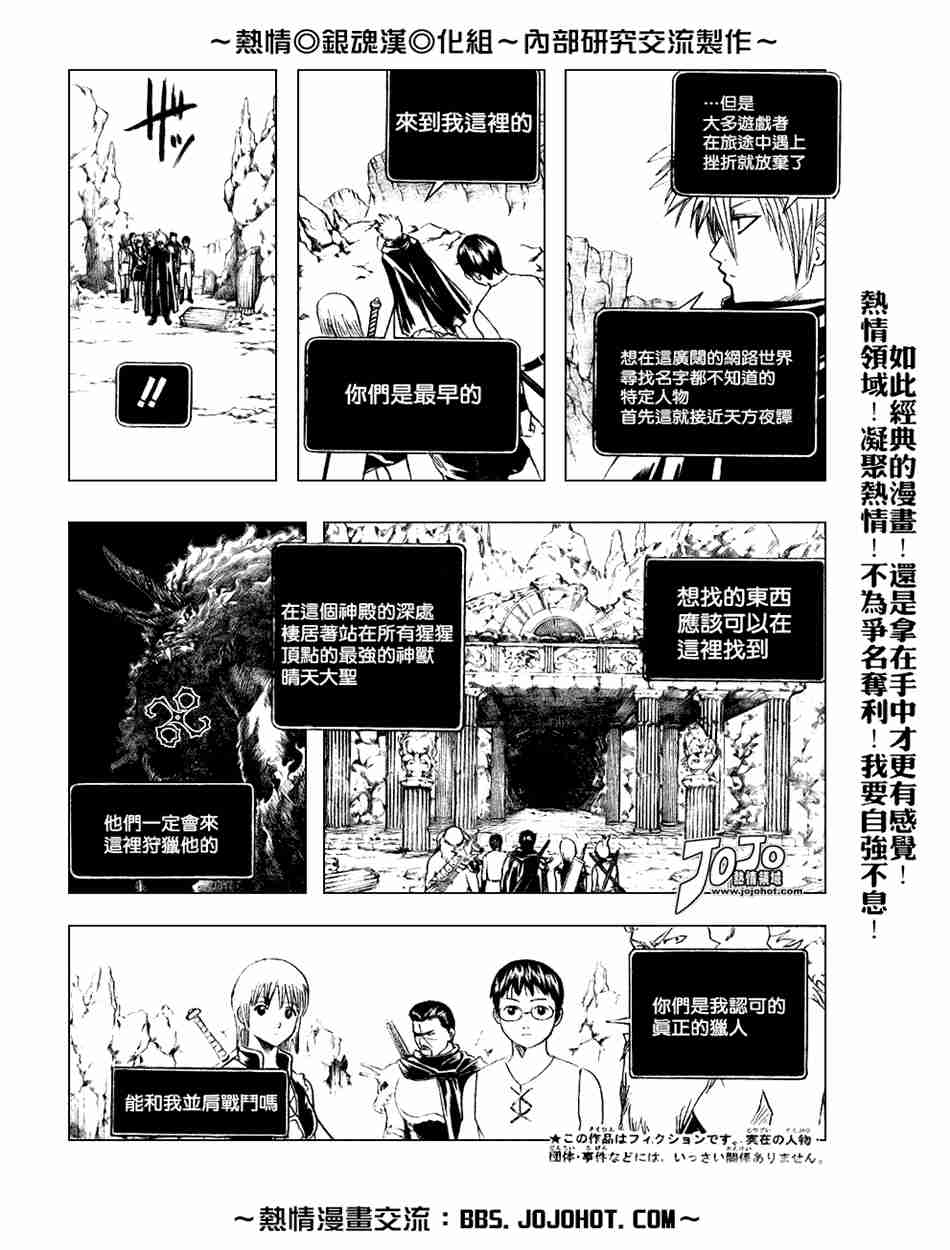 ～熱情◎銀魂漢◎化組～內部研究交流製作～
…但是
大多遊戲者
在旅途中遇上
挫折就放棄了
想在這廣闊的網路世界
尋找名字都不知道的
特定人物
首先這就接近天方夜譚
來到我這裡的
你們是最早的
ザッ
!!
想找的東西
應該可以在
這裡找到
在這個神殿的深處
棲居著站在所有猩猩
頂點的最強的神獸
晴天大聖
他們一定會來
這裡狩獵他的
JOJO
熱情領域
www.jojohot.com
你們是我認可的
眞正的獵人
能和我並肩戰鬥嗎
★この作品はフィクションです。実在の人物・
団体・事件などには、いっさい関係ありません。
如此經典的漫畫！還是拿在手中才更有感覺！
熱情領域！凝聚熱情！不為爭名奪利！我要自強不息！
～熱情漫畫交流：BBS.JOJOHOT.COM～